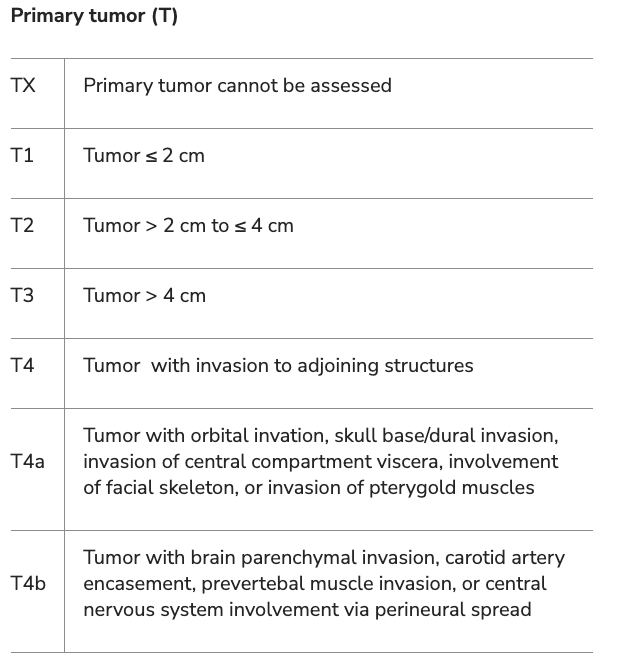 Primary tumor (T)
TX Primary tumor cannot be assessed
T1 Tumor ≤ 2 cm
T2 Tumor > 2 cm to ≤ 4 cm
T3 Tumor > 4 cm
T4 Tumor  with invasion to adjoining structures
Tumor with orbital invation, skull base/dural invasion,
T4a invasion of central compartment viscera, involvement
of facial skeleton, or invasion of pterygold muscles
Tumor with brain parenchymal invasion, carotid artery
T4b encasement, prevertebal muscle invasion, or central
nervous system involvement via perineural spread